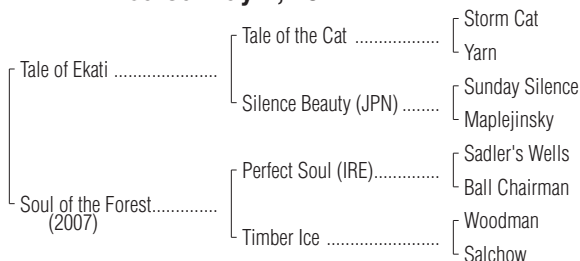 Storm Cat
Tale of the Cat ...................
Yarn
Tale of Ekati .......................
Sunday Silence
Silence Beauty (JPN) ........
Maplejinsky
Sadler's Wells
Perfect Soul (IRE)...............
Ball Chairman
Soul of the Forest..............
(2007)
Woodman
Timber Ice .........................
Salchow